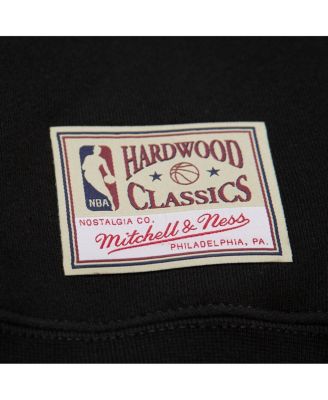 HARDWOOD
CLASSICS
NBA
NOSTALGIA CO.
Mitchell & Ness
PHILADELPHIA, PA.